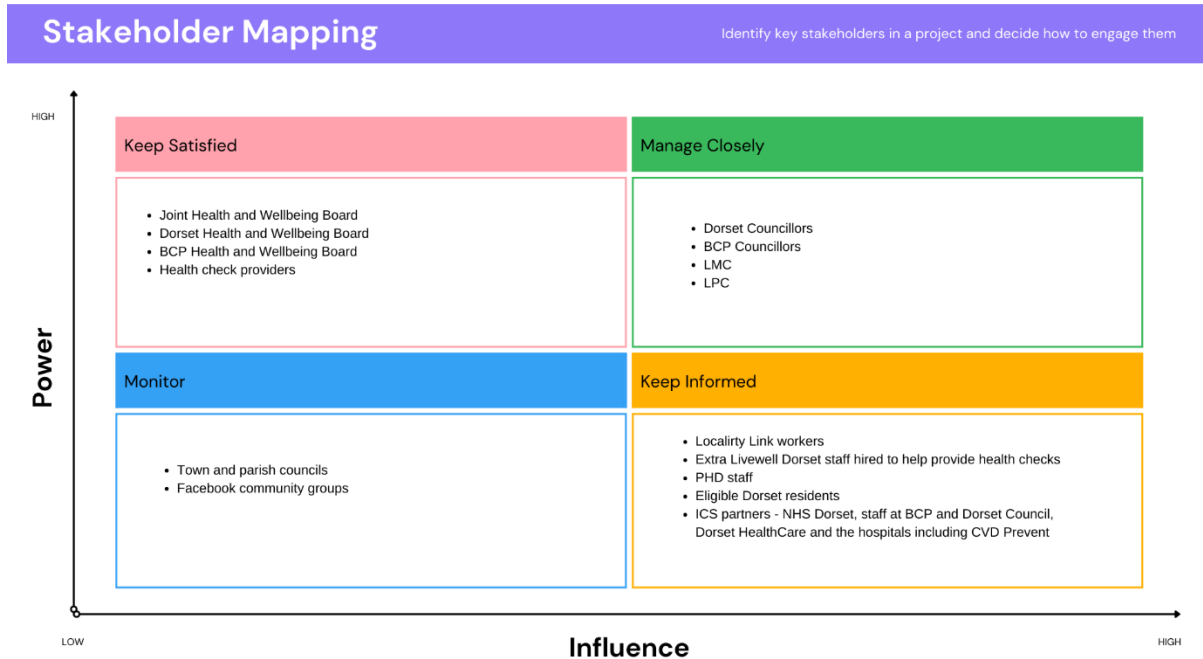 Stakeholder Mapping
Identify key stakeholders in a project and decide how to engage them
HIGH
Keep Satisfied
• Joint Health and Wellbeing Board
• Dorset Health and Wellbeing Board
• BCP Health and Wellbeing Board
• Health check providers
Manage Closely
• Dorset Councillors
• BCP Councillors
• LMC
• LPC
Power
Monitor
• Town and parish councils
• Facebook community groups
Keep Informed
• Localirty Link workers
• Extra Livewell Dorset staff hired to help provide health checks
• PHD staff
• Eligible Dorset residents
• ICS partners - NHS Dorset, staff at BCP and Dorset Council,
Dorset HealthCare and the hospitals including CVD Prevent
LOW
Influence
HIGH